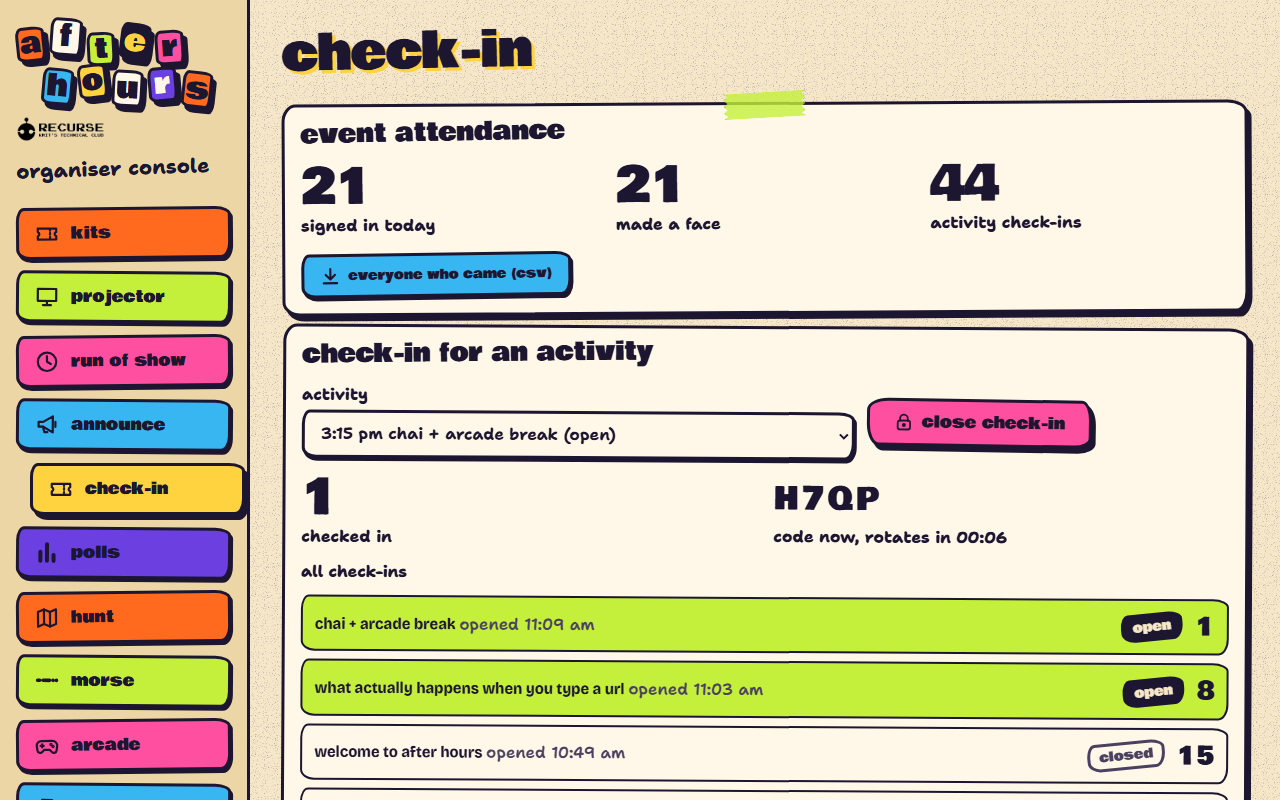 after
hours
RECURSE
KMIT'S TECHNICAL CLUB
organiser console
kits
projector
run of show
announce
check-in
polls
hunt
morse
arcade
check-in
event attendance
21
signed in today
21
made a face
44
activity check-ins
everyone who came (csv)
check-in for an activity
activity
3:15 pm chai + arcade break (open)
close check-in
1
checked in
H7QP
code now, rotates in 00:06
all check-ins
chai + arcade break opened 11:09 am
open 1
what actually happens when you type a url opened 11:03 am
open 8
welcome to after hours opened 10:49 am
closed 15